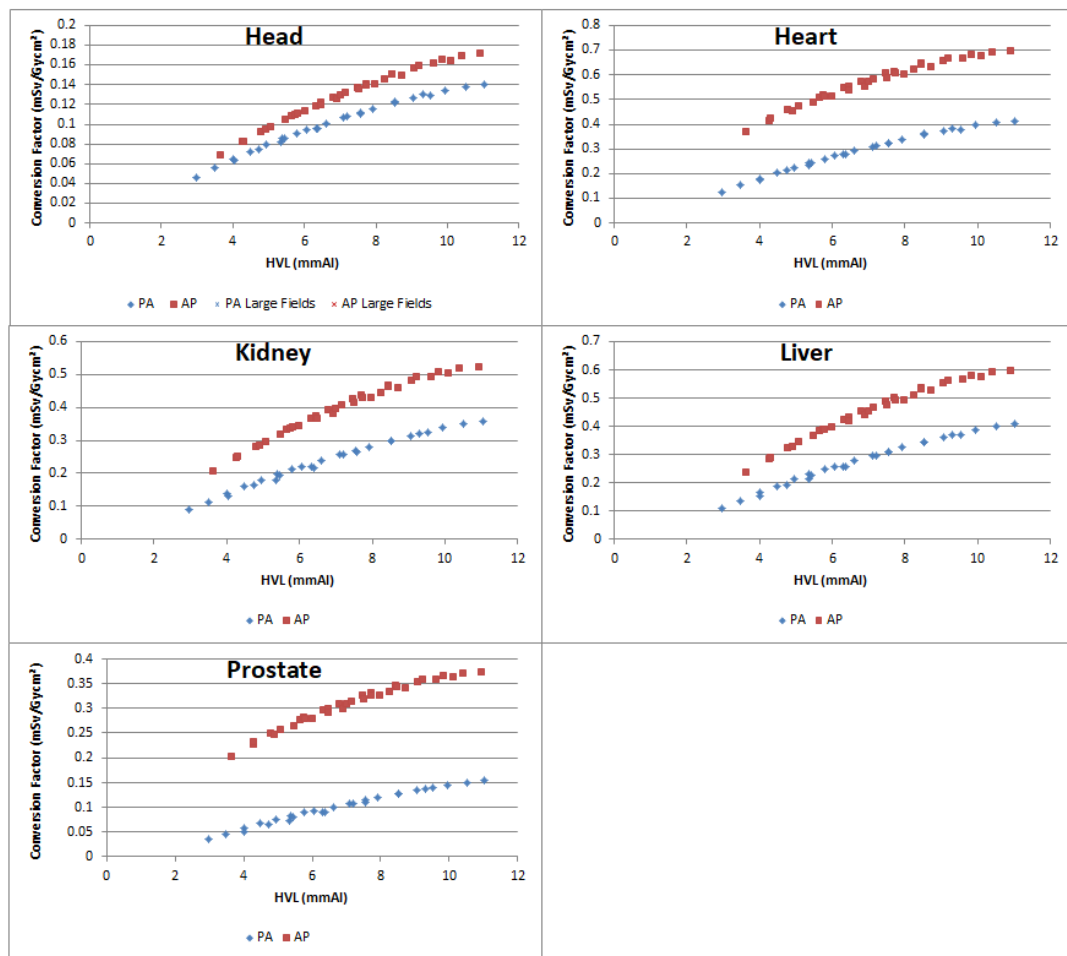 Head
Conversion Factor (mSv/Gycm²)
0.2
0.18
0.16
0.14
0.12
0.1
0.08
0.06
0.04
0.02
0
0 2 4 6 8 10 12
HVL (mmAl)
PA AP PA Large Fields AP Large Fields
Heart
Conversion Factor (mSv/Gycm²)
0.8
0.7
0.6
0.5
0.4
0.3
0.2
0.1
0
0 2 4 6 8 10 12
HVL (mmAl)
PA AP
Kidney
Conversion Factor (mSv/Gycm²)
0.6
0.5
0.4
0.3
0.2
0.1
0
0 2 4 6 8 10 12
HVL (mmAl)
PA AP
Liver
Conversion Factor (mSv/Gycm²)
0.7
0.6
0.5
0.4
0.3
0.2
0.1
0
0 2 4 6 8 10 12
HVL (mmAl)
PA AP
Prostate
Conversion Factor (mSv/Gycm²)
0.4
0.35
0.3
0.25
0.2
0.15
0.1
0.05
0
0 2 4 6 8 10 12
HVL (mmAl)
PA AP